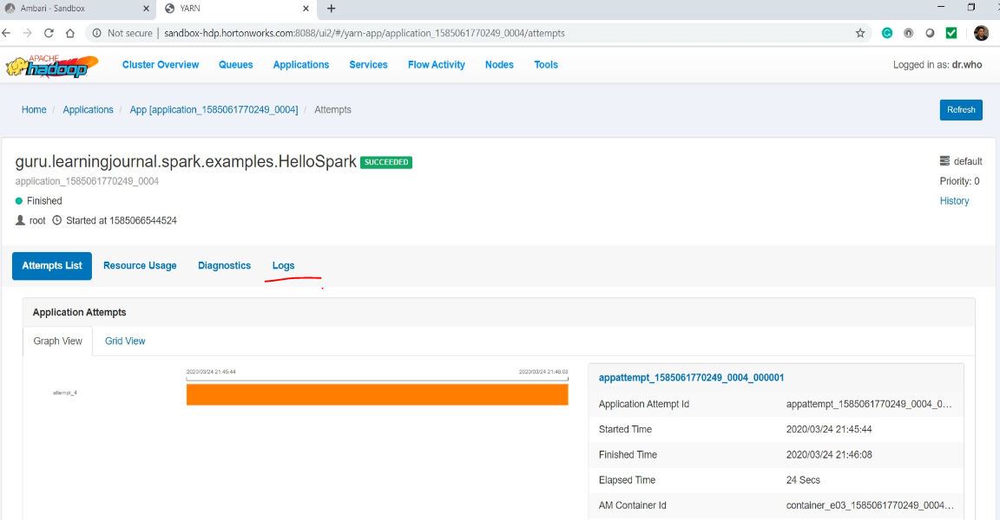 Ambari - Sandbox
YARN
Not secure | sandbox-hdp.hortonworks.com:8088/ui2/#/yarn-app/application_1585061770249_0004/attempts
APACHE
hadoop
Cluster Overview Queues Applications Services Flow Activity Nodes Tools Logged in as: dr.who
Home / Applications / App [application_1585061770249_0004] / Attempts
Refresh
guru.learningjournal.spark.examples.HelloSpark SUCCEEDED
default
application_1585061770249_0004
Priority: 0
Finished
History
root Started at 1585066544524
Attempts List Resource Usage Diagnostics Logs
Application Attempts
Graph View Grid View
2020/03/24 21:45:44 2020/03/24 21:46:08
attempt_4
appattempt_1585061770249_0004_000001
Application Attempt Id appattempt_1585061770249_0004_0...
Started Time 2020/03/24 21:45:44
Finished Time 2020/03/24 21:46:08
Elapsed Time 24 Secs
AM Container Id container_e03_1585061770249_0004...